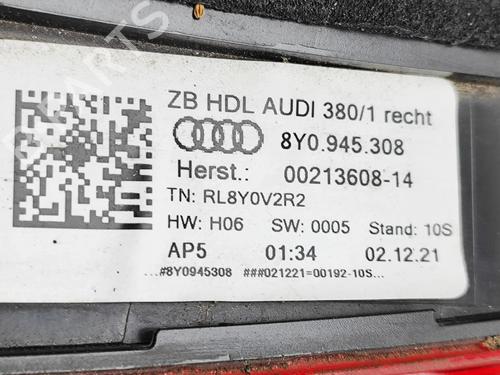 ZB HDL AUDI 380/1 recht
8Y0.945.308
Herst.: 00213608-14
TN: RL8Y0V2R2
HW: H06 SW: 0005 Stand: 10S
AP5 01:34 02.12.21
...#8Y0945308 ###021221=00192-10S...